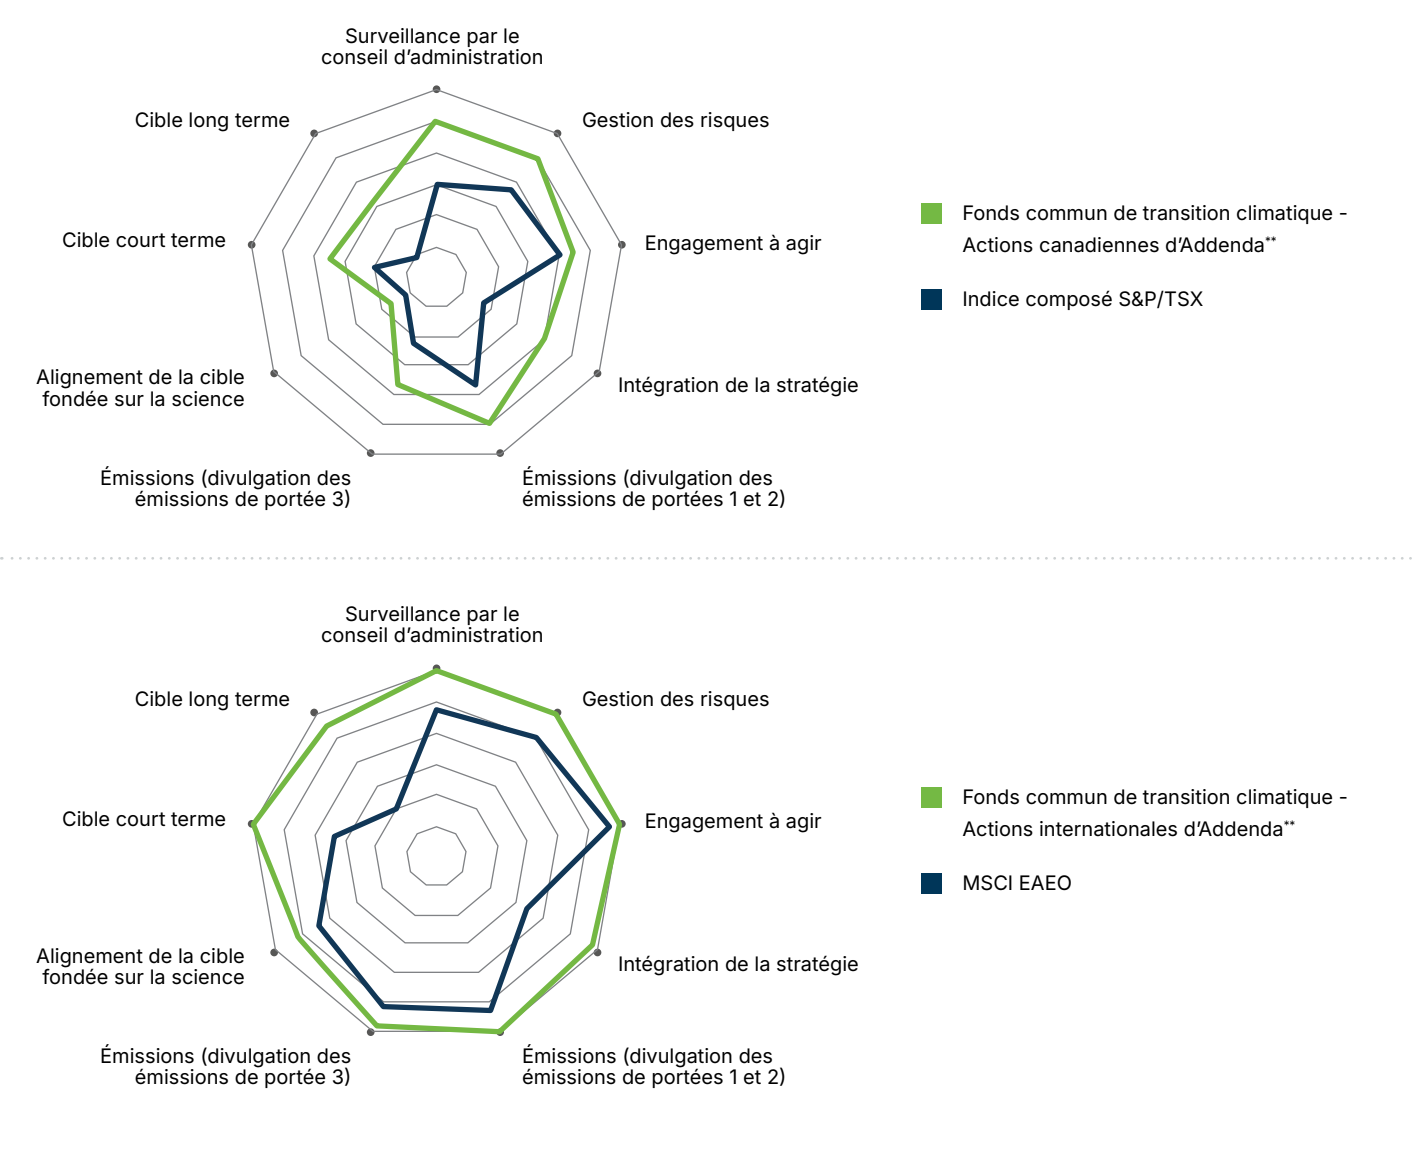 Surveillance par le
conseil d’administration
Cible long terme
Gestion des risques
Cible court terme
Engagement à agir
Alignement de la cible
fondée sur la science
Intégration de la stratégie
Émissions (divulgation des
émissions de portée 3)
Émissions (divulgation des
émissions de portées 1 et 2)
Fonds commun de transition climatique -
Actions canadiennes d’Addenda**
Indice composé S&P/TSX
Surveillance par le
conseil d’administration
Cible long terme
Gestion des risques
Cible court terme
Engagement à agir
Alignement de la cible
fondée sur la science
Intégration de la stratégie
Émissions (divulgation des
émissions de portée 3)
Émissions (divulgation des
émissions de portées 1 et 2)
Fonds commun de transition climatique -
Actions internationales d’Addenda**
MSCI EAEO